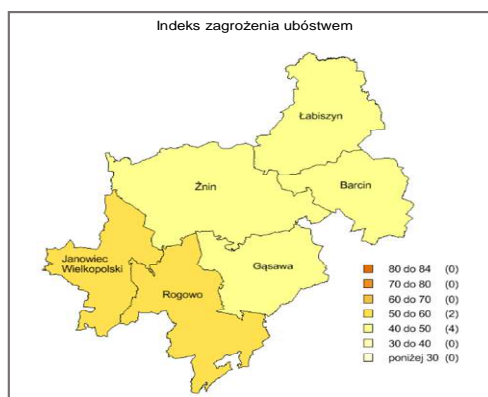 Indeks zagrożenia ubóstwem
Łabiszyn
Żnin
Barcin
Janowiec
Wielkopolski
Gąsawa
Rogowo
80 do 84 (0)
70 do 80 (0)
60 do 70 (0)
50 do 60 (2)
40 do 50 (4)
30 do 40 (0)
poniżej 30 (0)